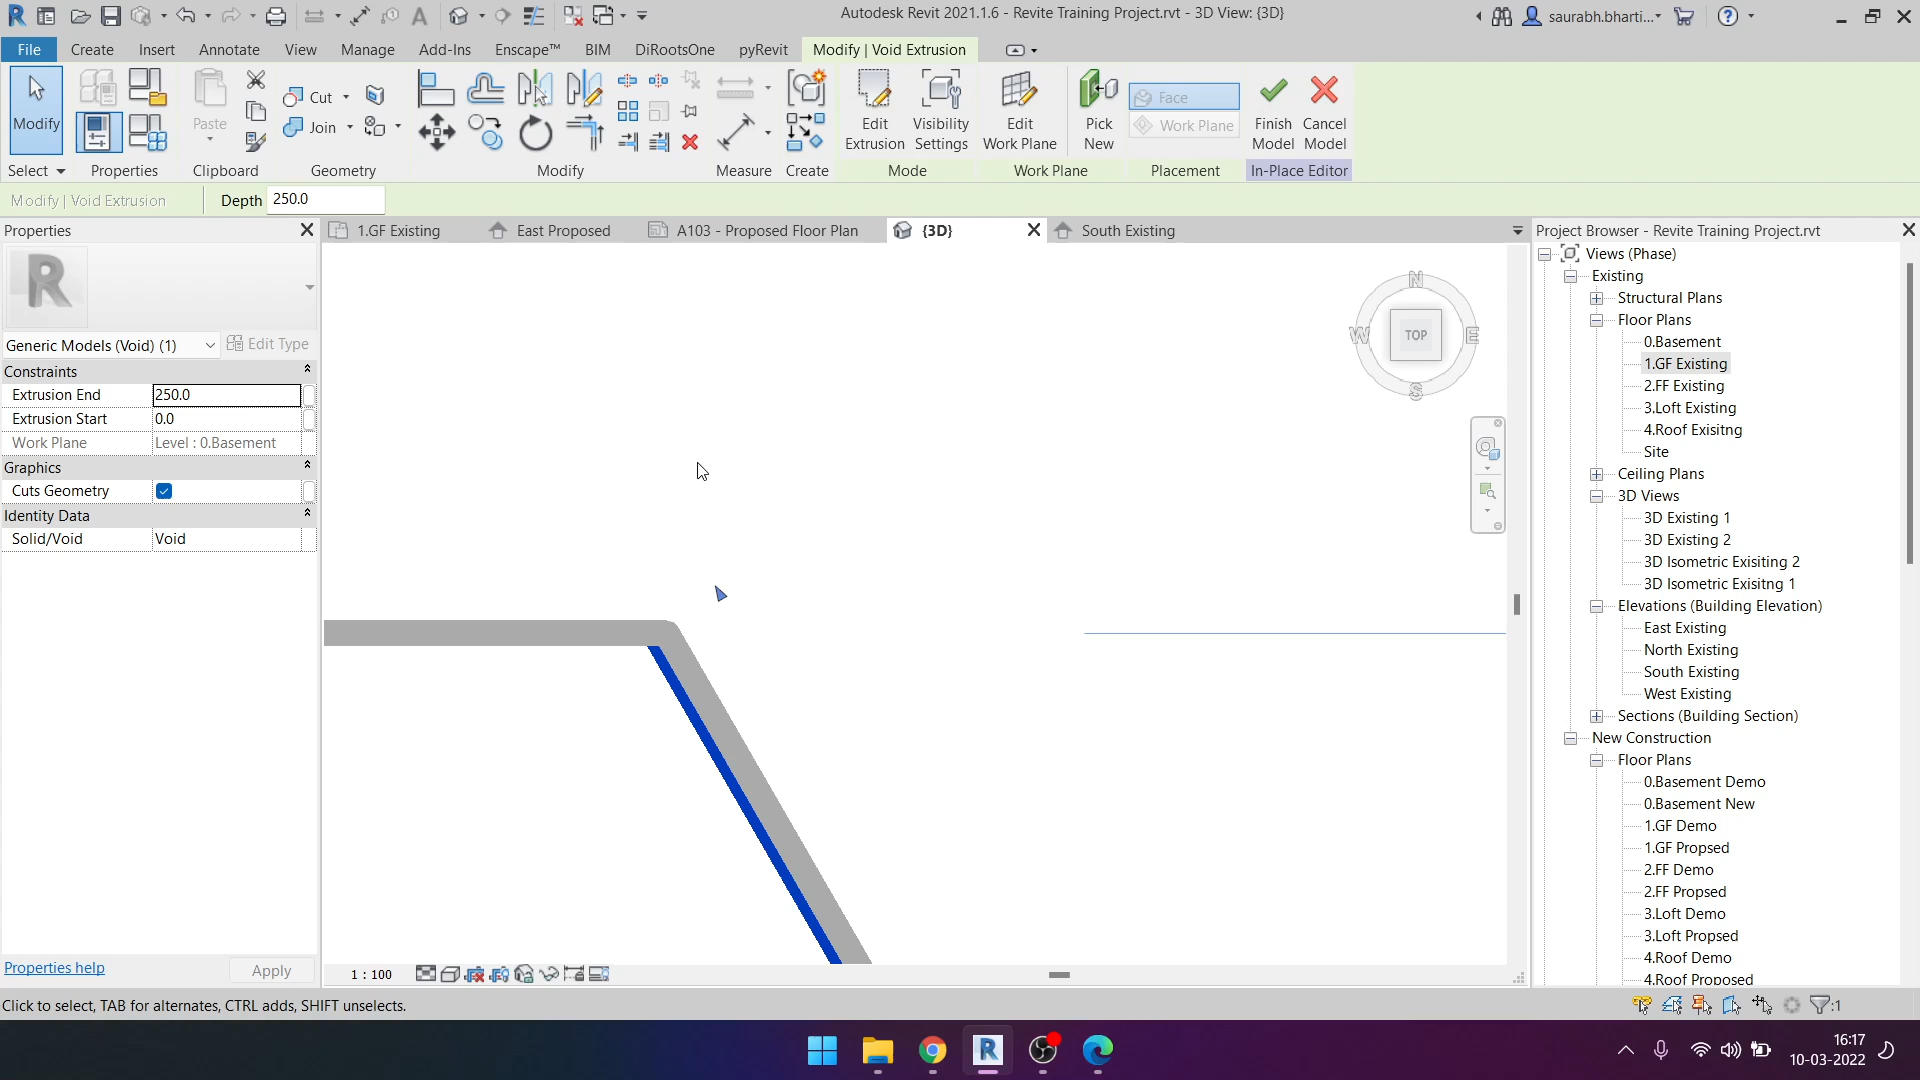 Autodesk Revit 2021.1.6 - Revite Training Project.rvt - 3D View: {3D}
saurabh.bharti...
File Create Insert Annotate View Manage Add-Ins Enscape™ BIM DiRootsOne pyRevit Modify | Void Extrusion
Modify
Paste
Cut
Join
Edit Extrusion
Visibility Settings
Edit Work Plane
Pick New
Face
Work Plane
Finish Model
Cancel Model
Select Properties Clipboard Geometry Modify Measure Create Mode Work Plane Placement In-Place Editor
Modify | Void Extrusion Depth 250.0
Properties
R
Generic Models (Void) (1) Edit Type
Constraints
Extrusion End 250.0
Extrusion Start 0.0
Work Plane Level : 0.Basement
Graphics
Cuts Geometry
Identity Data
Solid/Void Void
Properties help Apply
1.GF Existing East Proposed A103 - Proposed Floor Plan {3D} South Existing
N
W TOP E
S
1 : 100
Project Browser - Revite Training Project.rvt
Views (Phase)
Existing
Structural Plans
Floor Plans
0.Basement
1.GF Existing
2.FF Existing
3.Loft Existing
4.Roof Exisitng
Site
Ceiling Plans
3D Views
3D Existing 1
3D Existing 2
3D Isometric Exisiting 2
3D Isometric Exisitng 1
Elevations (Building Elevation)
East Existing
North Existing
South Existing
West Existing
Sections (Building Section)
New Construction
Floor Plans
0.Basement Demo
0.Basement New
1.GF Demo
1.GF Propsed
2.FF Demo
2.FF Propsed
3.Loft Demo
3.Loft Propsed
4.Roof Demo
4.Roof Proposed
Click to select, TAB for alternates, CTRL adds, SHIFT unselects.
:1
16:17
10-03-2022